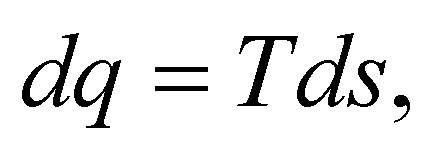 dq = Tds,